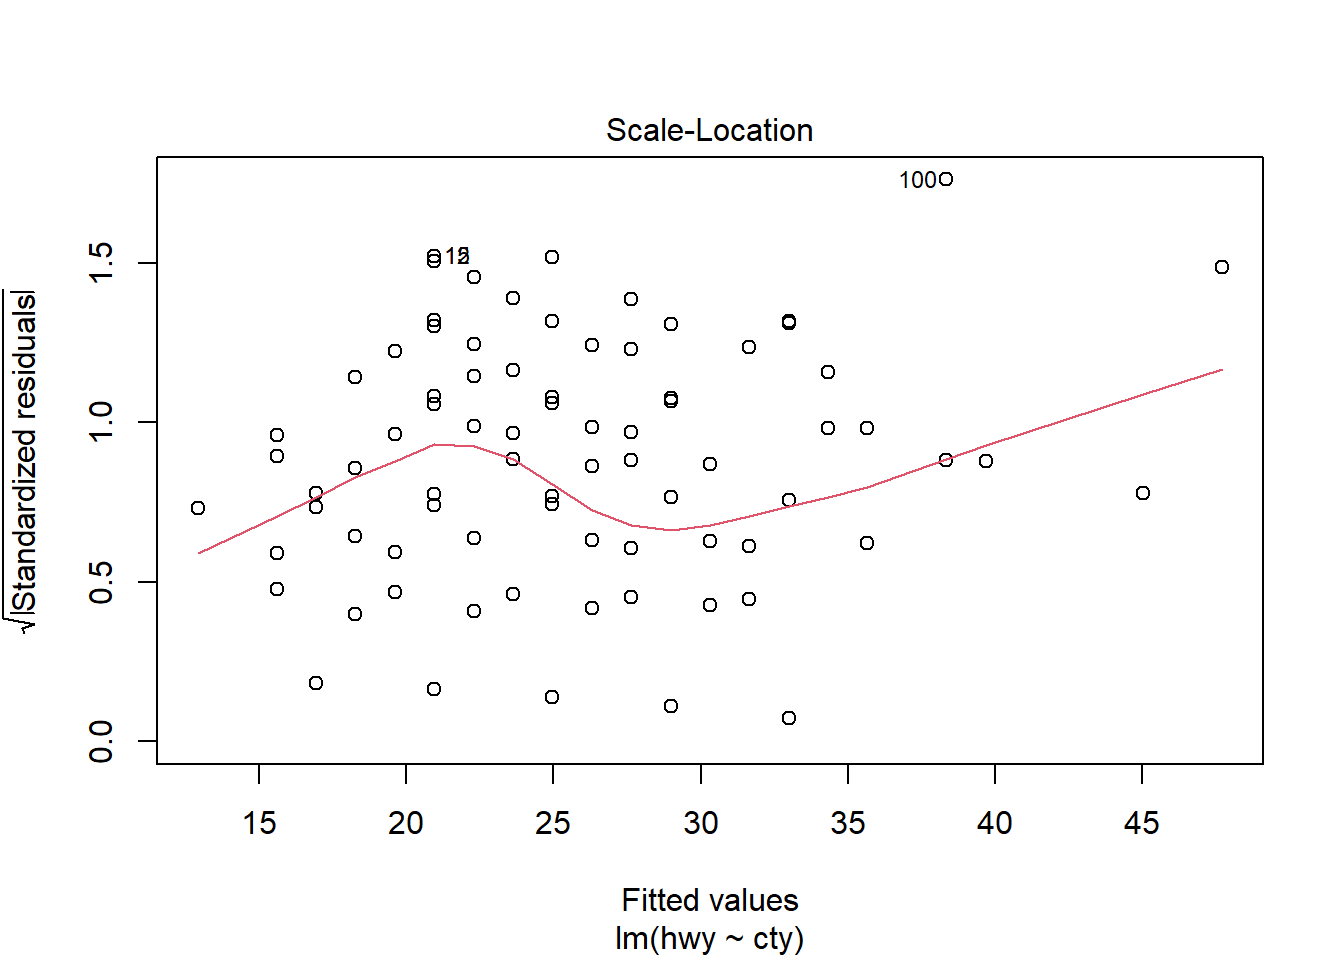 Scale-Location
100
1.5
1.0
0.5
0.0
√|Standardized residuals|
15 20 25 30 35 40 45
Fitted values
lm(hwy ~ cty)